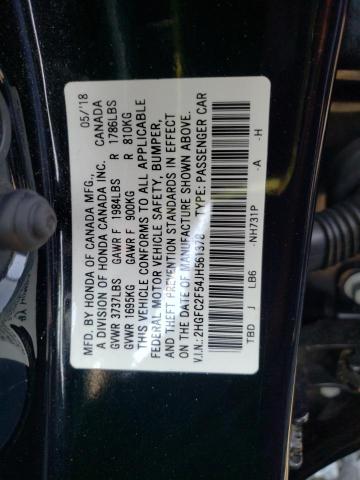 MFD. BY HONDA OF CANADA MFG., 05/'18
A DIVISION OF HONDA CANADA INC. CANADA
GVWR 3737LBS GAWR F 1984LBS R 1786LBS
GVWR 1695KG GAWR F 900KG R 810KG
THIS VEHICLE CONFORMS TO ALL APPLICABLE
FEDERAL MOTOR VEHICLE SAFETY, BUMPER,
AND THEFT PREVENTION STANDARDS IN EFFECT
ON THE DATE OF MANUFACTURE SHOWN ABOVE.
V.I.N.: 2HGFC2F54JH561378 TYPE: PASSENGER CAR
TBD J LB6 -NH731P -A -H